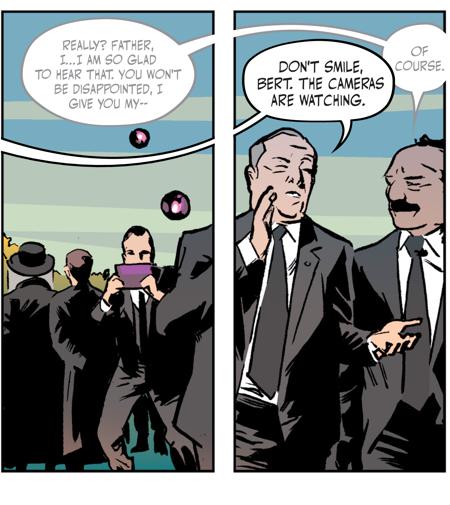 REALLY? FATHER,
I...I AM SO GLAD
TO HEAR THAT. YOU WON'T
BE DISAPPOINTED, I
GIVE YOU MY--
DON'T SMILE,
BERT. THE CAMERAS
ARE WATCHING.
OF
COURSE.